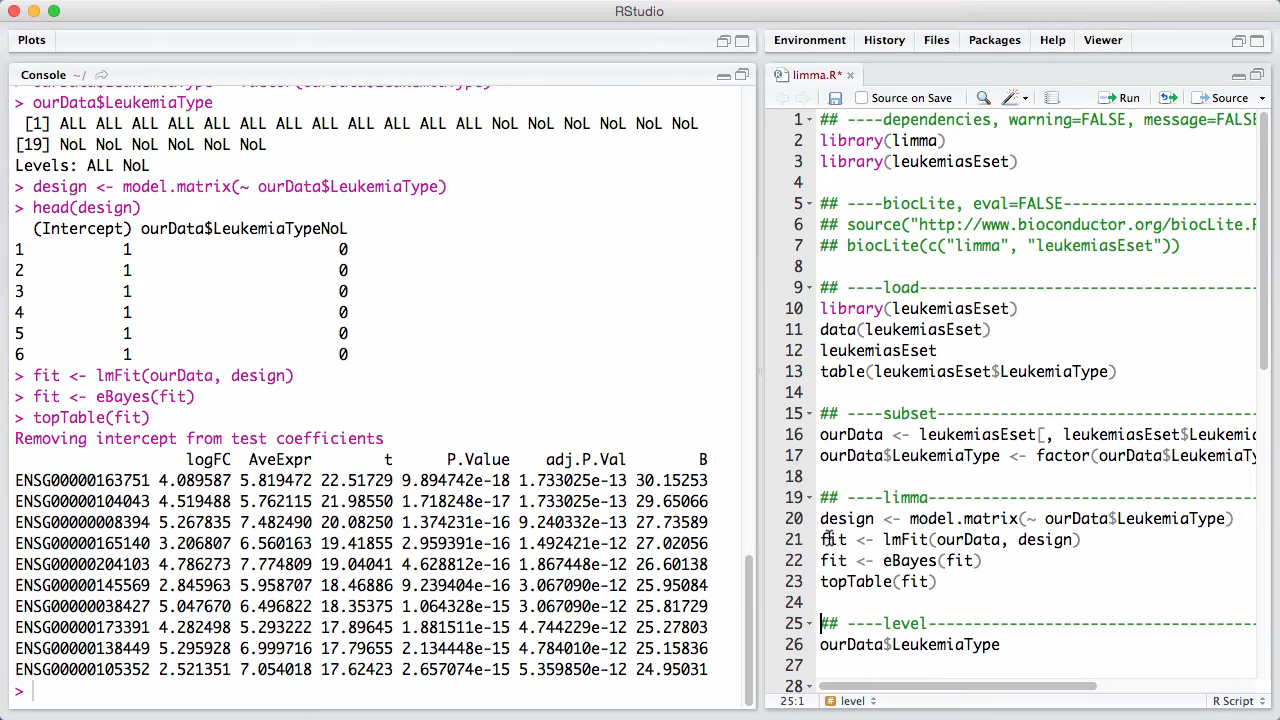 RStudio
Plots
Console ~/
> ourData$LeukemiaType
[1] ALL ALL ALL ALL ALL ALL ALL ALL ALL ALL ALL ALL NoL NoL NoL NoL NoL NoL
[19] NoL NoL NoL NoL NoL NoL
Levels: ALL NoL
> design <- model.matrix(~ ourData$LeukemiaType)
> head(design)
(Intercept) ourData$LeukemiaTypeNoL
1 1 0
2 1 0
3 1 0
4 1 0
5 1 0
6 1 0
> fit <- lmFit(ourData, design)
> fit <- eBayes(fit)
> topTable(fit)
Removing intercept from test coefficients
logFC AveExpr t P.Value adj.P.Val B
ENSG00000163751 4.089587 5.819472 22.51729 9.894742e-18 1.733025e-13 30.15253
ENSG00000104043 4.519488 5.762115 21.98550 1.718248e-17 1.733025e-13 29.65066
ENSG00000008394 5.267835 7.482490 20.08250 1.374231e-16 9.240332e-13 27.73589
ENSG00000165140 3.206807 6.560163 19.41855 2.959391e-16 1.492421e-12 27.02056
ENSG00000204103 4.786273 7.774809 19.04041 4.628812e-16 1.867448e-12 26.60138
ENSG00000145569 2.845963 5.958707 18.46886 9.239404e-16 3.067090e-12 25.95084
ENSG00000038427 5.047670 6.496822 18.35375 1.064328e-15 3.067090e-12 25.81729
ENSG00000173391 4.282498 5.293222 17.89645 1.881511e-15 4.744229e-12 25.27803
ENSG00000138449 5.295928 6.999716 17.79655 2.134448e-15 4.784010e-12 25.15836
ENSG00000105352 2.521351 7.054018 17.62423 2.657074e-15 5.359850e-12 24.95031
>
Environment History Files Packages Help Viewer
limma.R*
Source on Save Run Source
1 ## ----dependencies, warning=FALSE, message=FALSE
2 library(limma)
3 library(leukemiasEset)
4
5 ## ----biocLite, eval=FALSE----------------------
6 ## source("http://www.bioconductor.org/biocLite.
7 ## biocLite(c("limma", "leukemiasEset"))
8
9 ## ----load-------------------------------------
10 library(leukemiasEset)
11 data(leukemiasEset)
12 leukemiasEset
13 table(leukemiasEset$LeukemiaType)
14
15 ## ----subset-----------------------------------
16 ourData <- leukemiasEset[, leukemiasEset$Leukemia
17 ourData$LeukemiaType <- factor(ourData$LeukemiaTy
18
19 ## ----limma------------------------------------
20 design <- model.matrix(~ ourData$LeukemiaType)
21 fit <- lmFit(ourData, design)
22 fit <- eBayes(fit)
23 topTable(fit)
24
25 ## ----level------------------------------------
26 ourData$LeukemiaType
27
28
25:1 # level R Script